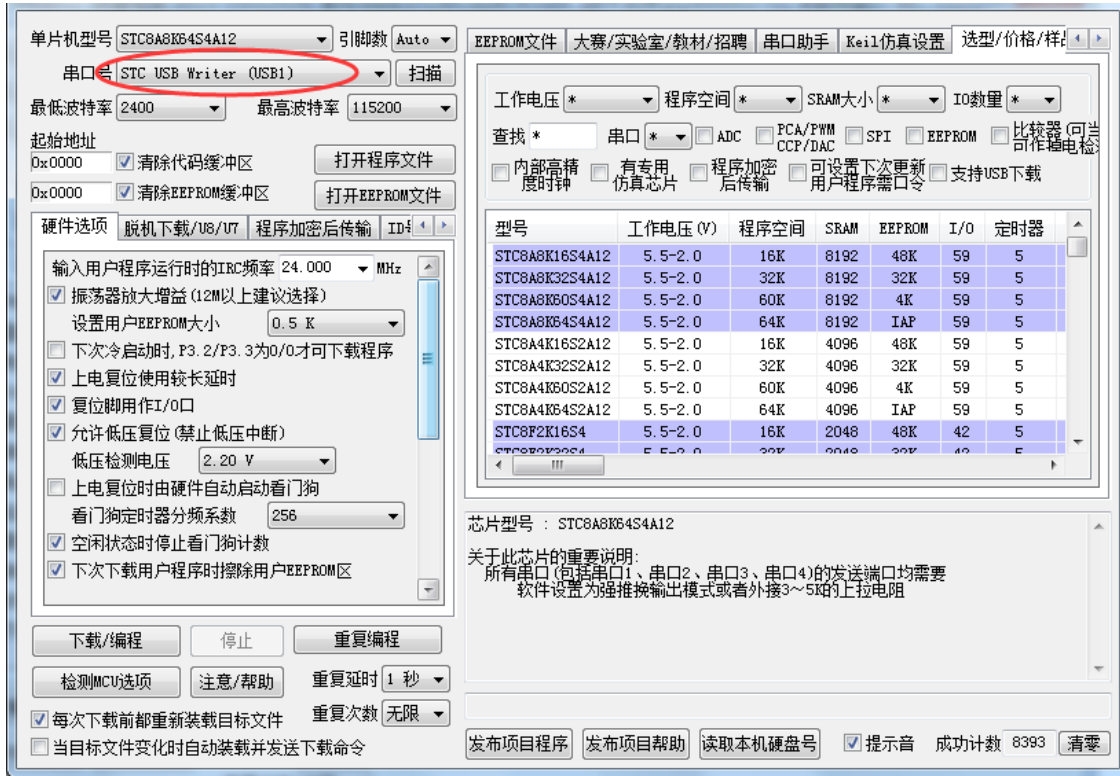 单片机型号 STC8A8K64S4A12 引脚数 Auto
串口号 STC USB Writer (USB1) 扫描
最低波特率 2400 最高波特率 115200
起始地址
0x0000 清除代码缓冲区 打开程序文件
0x0000 清除EEPROM缓冲区 打开EEPROM文件
硬件选项 脱机下载/U8/U7 程序加密后传输
输入用户程序运行时的IRC频率 24.000 MHz
振荡器放大增益(12M以上建议选择)
设置用户EEPROM大小 0.5 K
下次冷启动时,P3.2/P3.3为0/0才可下载程序
上电复位使用较长延时
复位脚用作I/O口
允许低压复位(禁止低压中断)
低压检测电压 2.20 V
上电复位时由硬件自动启动看门狗
看门狗定时器分频系数 256
空闲状态时停止看门狗计数
下次下载用户程序时擦除用户EEPROM区
下载/编程 停止 重复编程
检测MCU选项 注意/帮助 重复延时 1 秒
每次下载前都重新装载目标文件 重复次数 无限
当目标文件变化时自动装载并发送下载命令
EEPROM文件 大赛/实验室/教材/招聘 串口助手 Keil仿真设置 选型/价格/样
工作电压 * 程序空间 * SRAM大小 * IO数量 *
查找 * 串口 * ADC PCA/PWM CCP/DAC SPI EEPROM 比较器(可当 可作掉电检
内部高精度时钟 有专用仿真芯片 程序加密后传输 可设置下次更新用户程序需口令 支持USB下载
型号 工作电压(V) 程序空间 SRAM EEPROM I/O 定时器
STC8A8K16S4A12 5.5-2.0 16K 8192 48K 59 5
STC8A8K32S4A12 5.5-2.0 32K 8192 32K 59 5
STC8A8K60S4A12 5.5-2.0 60K 8192 4K 59 5
STC8A8K64S4A12 5.5-2.0 64K 8192 IAP 59 5
STC8A4K16S2A12 5.5-2.0 16K 4096 48K 59 5
STC8A4K32S2A12 5.5-2.0 32K 4096 32K 59 5
STC8A4K60S2A12 5.5-2.0 60K 4096 4K 59 5
STC8A4K64S2A12 5.5-2.0 64K 4096 IAP 59 5
STC8F2K16S4 5.5-2.0 16K 2048 48K 42 5
STC8F2K32S4 5.5-2.0 32K 2048 32K 42 5
芯片型号 : STC8A8K64S4A12
关于此芯片的重要说明:
所有串口(包括串口1、串口2、串口3、串口4)的发送端口均需要
软件设置为强推挽输出模式或者外接3～5K的上拉电阻
发布项目程序 发布项目帮助 读取本机硬盘号 提示音 成功计数 8393 清零